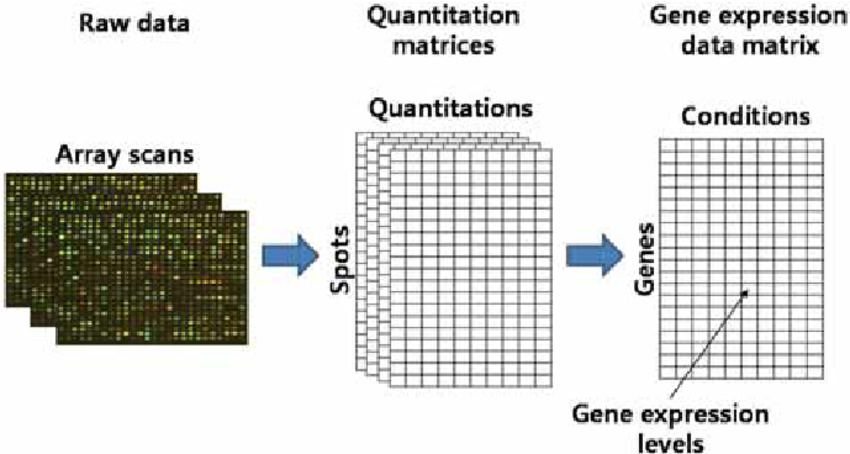 Raw data
Quantitation
matrices
Gene expression
data matrix
Array scans
Quantitations
Spots
Conditions
Genes
Gene expression
levels